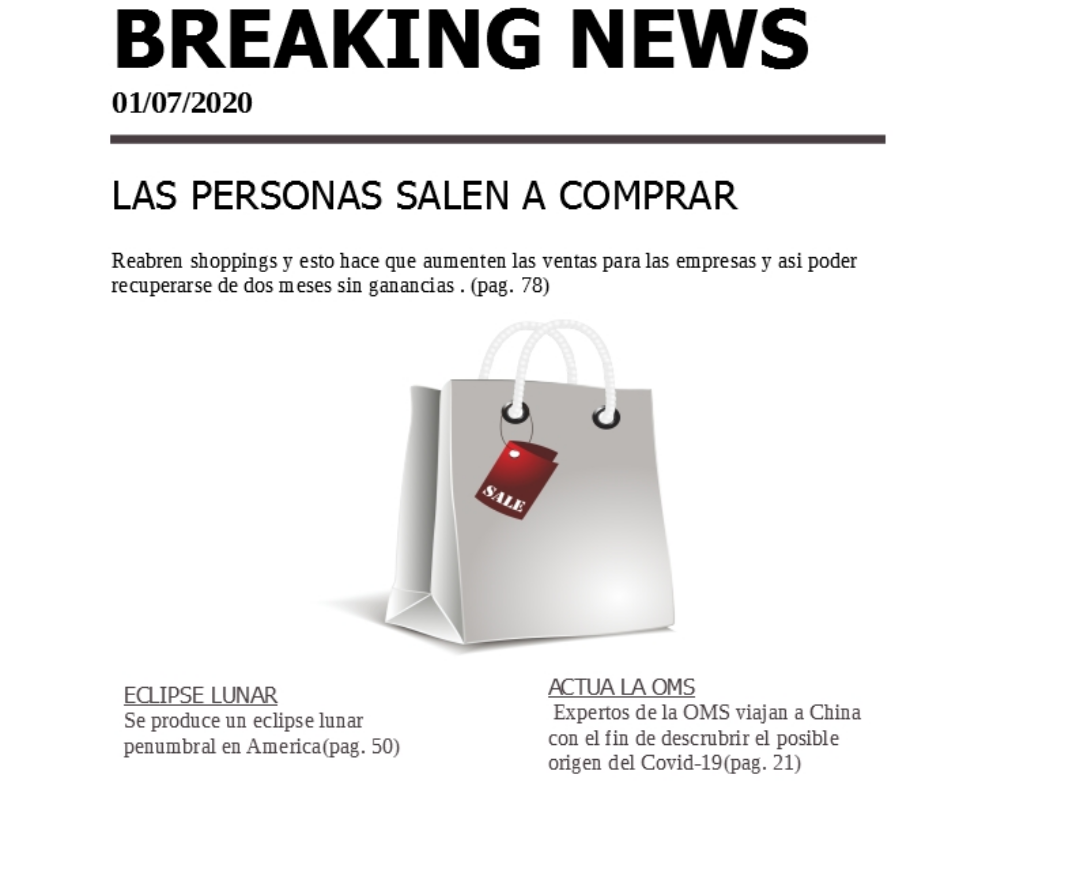 BREAKING NEWS
01/07/2020
LAS PERSONAS SALEN A COMPRAR
Reabren shoppings y esto hace que aumenten las ventas para las empresas y asi poder
recuperarse de dos meses sin ganancias . (pag. 78)
SALE
ECLIPSE LUNAR
Se produce un eclipse lunar
penumbral en America(pag. 50)
ACTUA LA OMS
Expertos de la OMS viajan a China
con el fin de descrubrir el posible
origen del Covid-19(pag. 21)